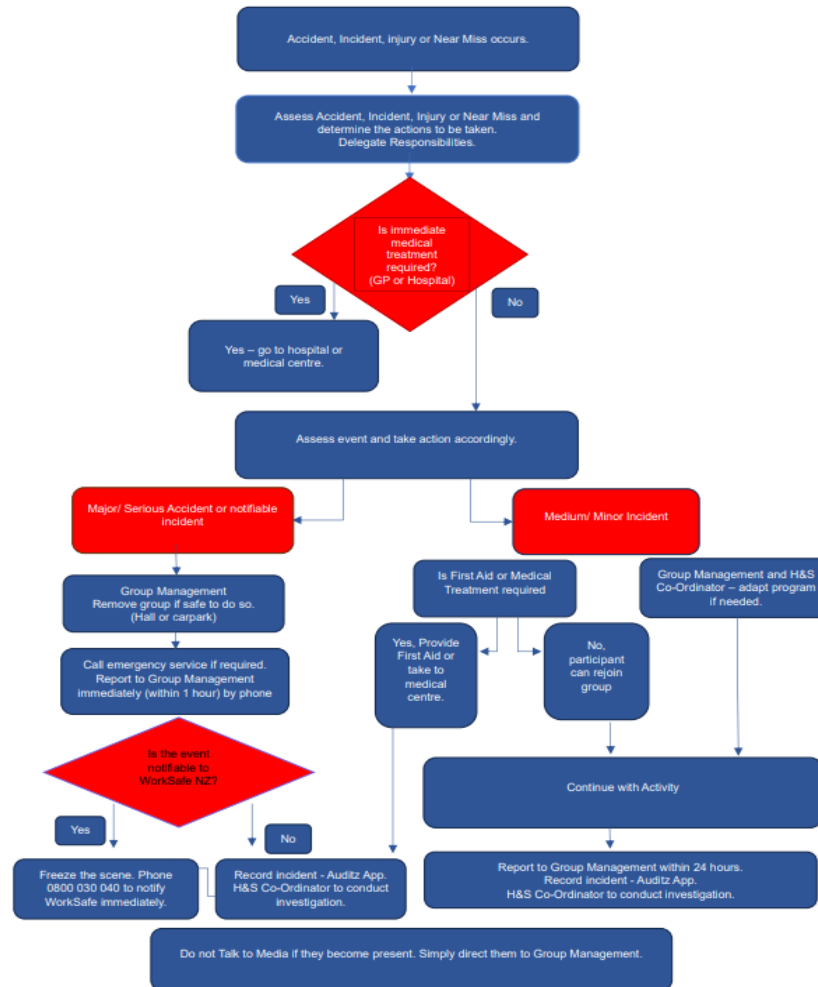 Accident, Incident, injury or Near Miss occurs.
Assess Accident, Incident, Injury or Near Miss and
determine the actions to be taken.
Delegate Responsibilities.
Is immediate
medical
treatment
required?
(GP or Hospital)
Yes
No
Yes – go to hospital or
medical centre.
Assess event and take action accordingly.
Major/ Serious Accident or notifiable
incident
Medium/ Minor Incident
Group Management
Remove group if safe to do so.
(Hall or carpark)
Is First Aid or Medical
Treatment required
Group Management and H&S
Co-Ordinator – adapt program
if needed.
Call emergency service if required.
Report to Group Management
immediately (within 1 hour) by phone
Yes, Provide
First Aid or
take to
medical
centre.
No,
participant
can rejoin
group
Is the event
notifiable to
WorkSafe NZ?
Continue with Activity
Yes
No
Freeze the scene. Phone
0800 030 040 to notify
WorkSafe immediately.
Record incident - Auditz App.
H&S Co-Ordinator to conduct
investigation.
Report to Group Management within 24 hours.
Record incident - Auditz App.
H&S Co-Ordinator to conduct investigation.
Do not Talk to Media if they become present. Simply direct them to Group Management.